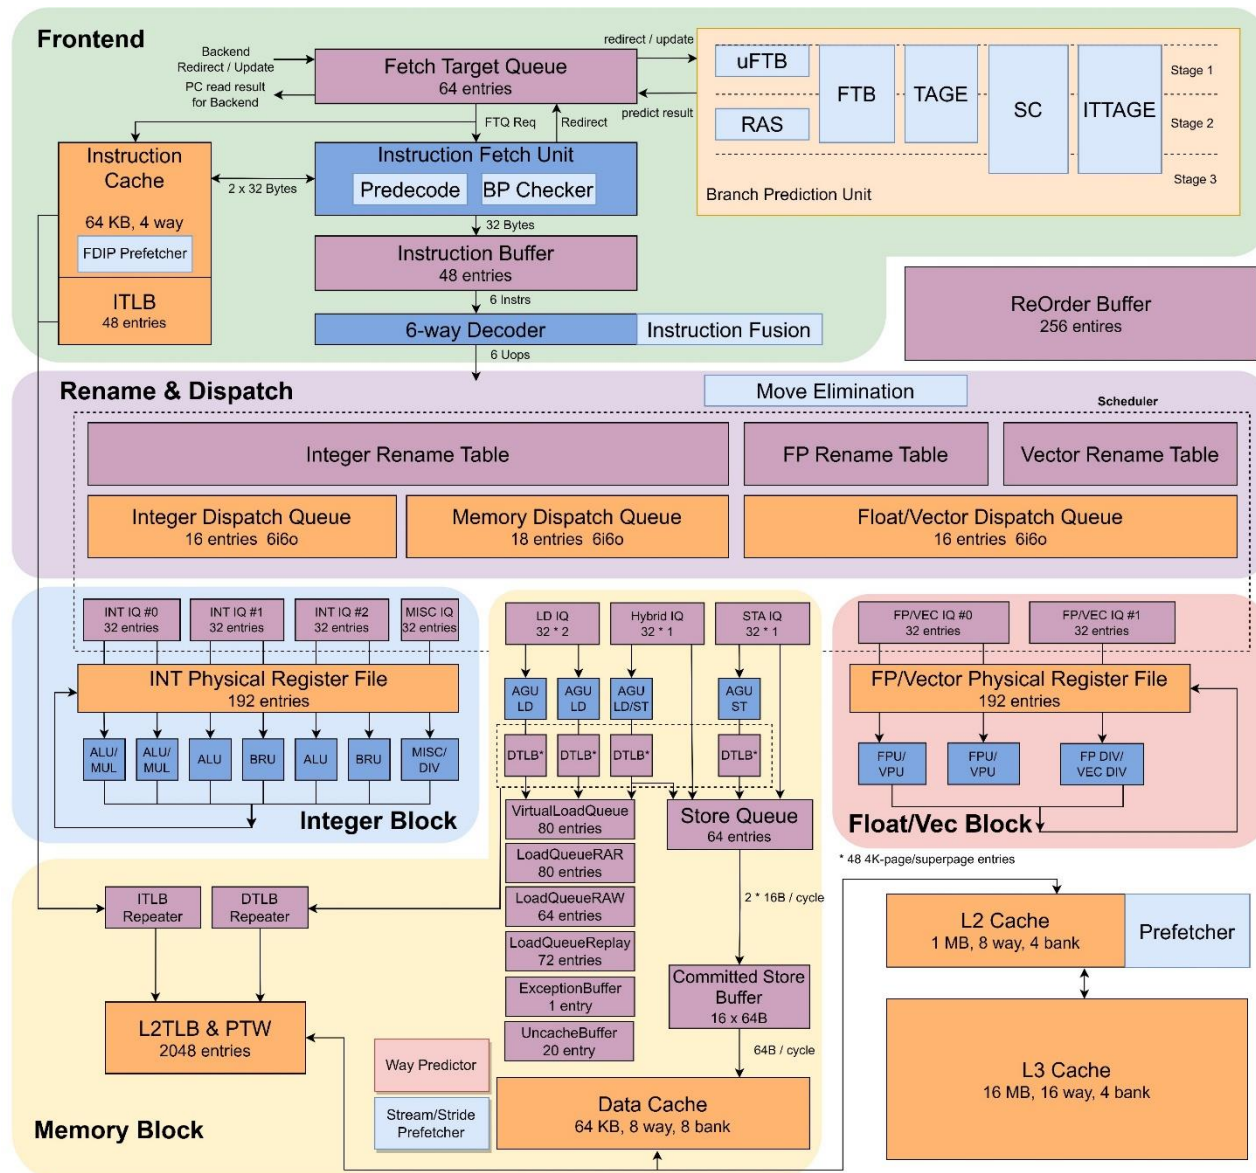 Frontend
Backend
Redirect / Update
PC read result
for Backend
Fetch Target Queue
64 entries
redirect / update
predict result
uFTB
RAS
FTB
TAGE
SC
ITTAGE
Stage 1
Stage 2
Stage 3
Branch Prediction Unit
FTQ Req
Redirect
Instruction
Cache
64 KB, 4 way
FDIP Prefetcher
ITLB
48 entries
2 x 32 Bytes
Instruction Fetch Unit
Predecode
BP Checker
32 Bytes
Instruction Buffer
48 entries
6 Instrs
6-way Decoder
Instruction Fusion
6 Uops
ReOrder Buffer
256 entires
Rename & Dispatch
Move Elimination
Scheduler
Integer Rename Table
FP Rename Table
Vector Rename Table
Integer Dispatch Queue
16 entries 6i6o
Memory Dispatch Queue
18 entries 6i6o
Float/Vector Dispatch Queue
16 entries 6i6o
INT IQ #0
32 entries
INT IQ #1
32 entries
INT IQ #2
32 entries
MISC IQ
32 entries
INT Physical Register File
192 entries
ALU/
MUL
ALU/
MUL
ALU
BRU
ALU
BRU
MISC/
DIV
Integer Block
LD IQ
32 * 2
Hybrid IQ
32 * 1
STA IQ
32 * 1
AGU
LD
AGU
LD
AGU
LD/ST
AGU
ST
DTLB*
DTLB*
DTLB*
DTLB*
VirtualLoadQueue
80 entries
LoadQueueRAR
80 entries
LoadQueueRAW
64 entries
LoadQueueReplay
72 entries
ExceptionBuffer
1 entry
UncacheBuffer
20 entry
Store Queue
64 entries
2 * 16B / cycle
Committed Store
Buffer
16 x 64B
64B / cycle
Data Cache
64 KB, 8 way, 8 bank
FP/VEC IQ #0
32 entries
FP/VEC IQ #1
32 entries
FP/Vector Physical Register File
192 entries
FPU/
VPU
FPU/
VPU
FP DIV/
VEC DIV
Float/Vec Block
* 48 4K-page/superpage entries
ITLB
Repeater
DTLB
Repeater
L2TLB & PTW
2048 entries
Way Predictor
Stream/Stride
Prefetcher
Memory Block
L2 Cache
1 MB, 8 way, 4 bank
Prefetcher
L3 Cache
16 MB, 16 way, 4 bank